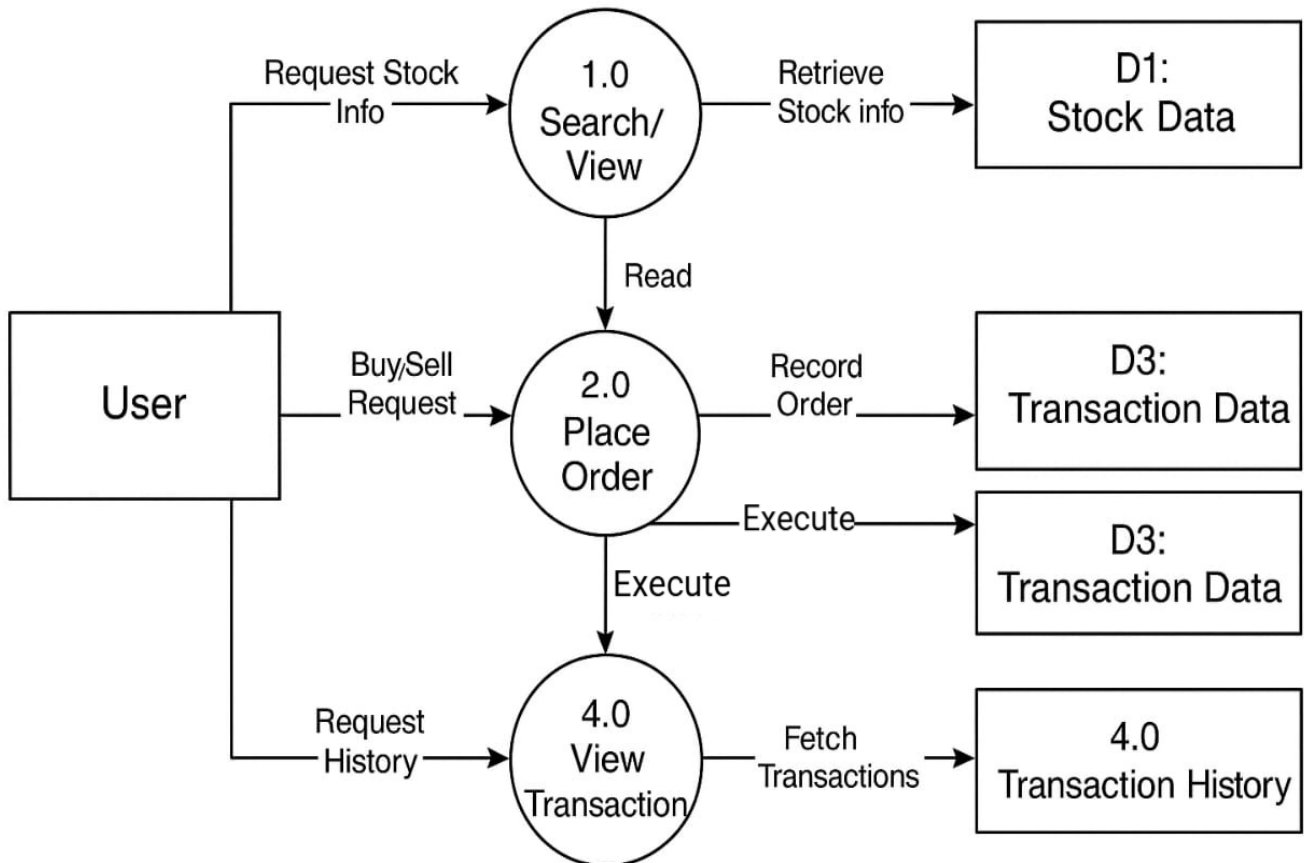 Request Stock
Info
1.0
Search/
View
Retrieve
Stock info
D1:
Stock Data
Read
User
Buy/Sell
Request
2.0
Place
Order
Record
Order
D3:
Transaction Data
Execute
D3:
Transaction Data
Execute
Request
History
4.0
View
Transaction
Fetch
Transactions
4.0
Transaction History